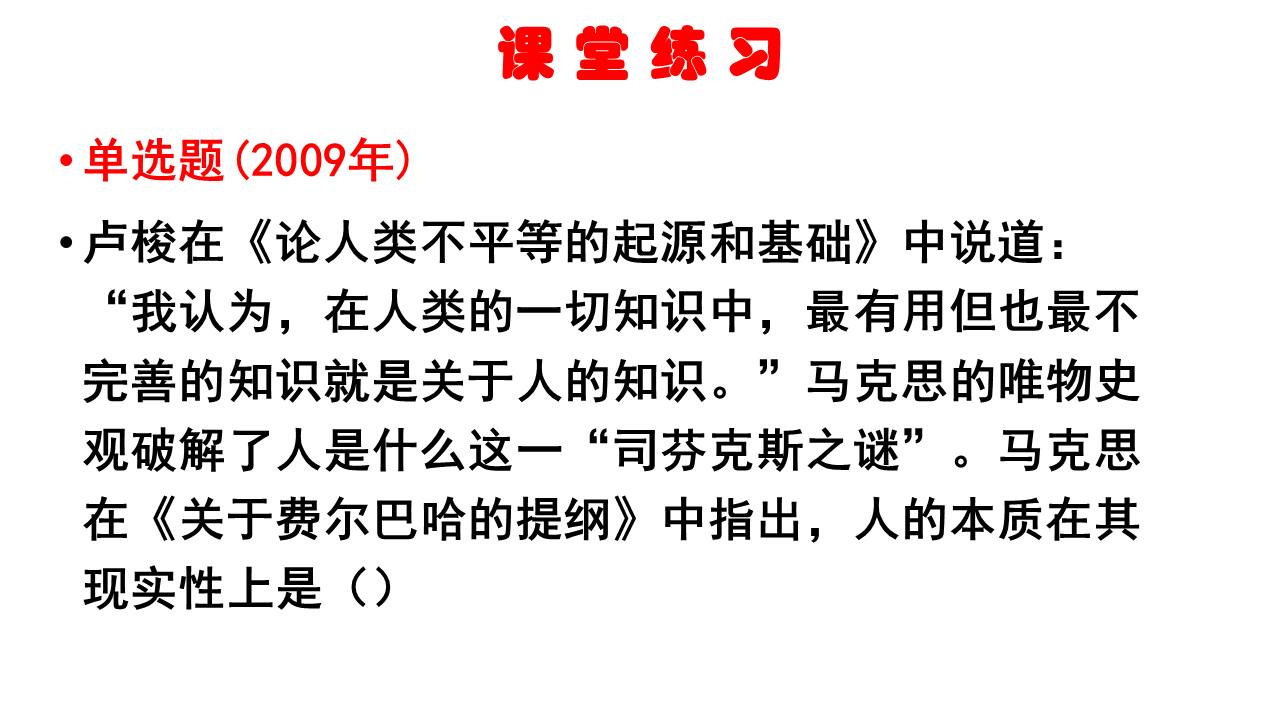 课堂练习
•单选题(2009年)
•卢梭在《论人类不平等的起源和基础》中说道：
“我认为，在人类的一切知识中，最有用但也最不
完善的知识就是关于人的知识。”马克思的唯物史
观破解了人是什么这一“司芬克斯之谜”。马克思
在《关于费尔巴哈的提纲》中指出，人的本质在其
现实性上是（）